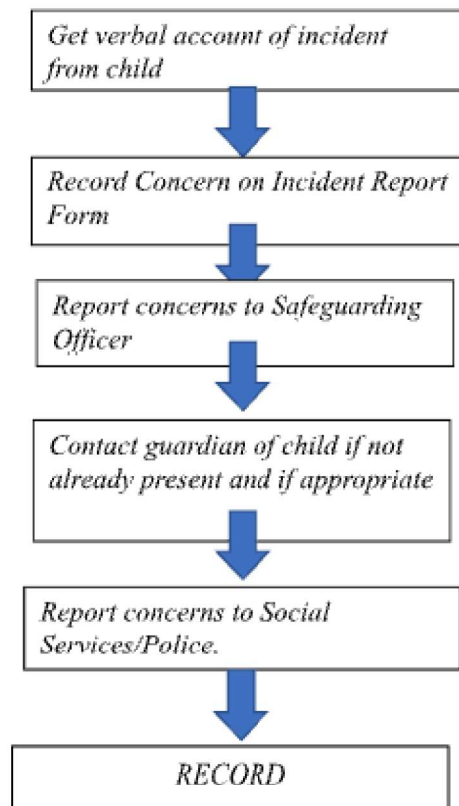 Get verbal account of incident
from child
Record Concern on Incident Report
Form
Report concerns to Safeguarding
Officer
Contact guardian of child if not
already present and if appropriate
Report concerns to Social
Services/Police.
RECORD